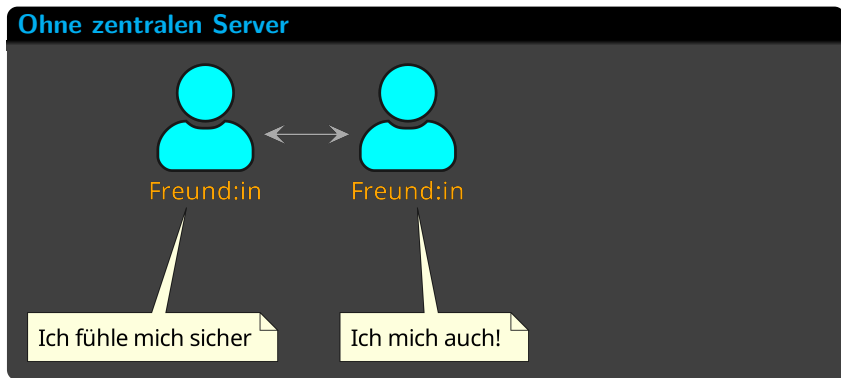 Ohne zentralen Server
Freund:in
Freund:in
Ich fühle mich sicher
Ich mich auch!